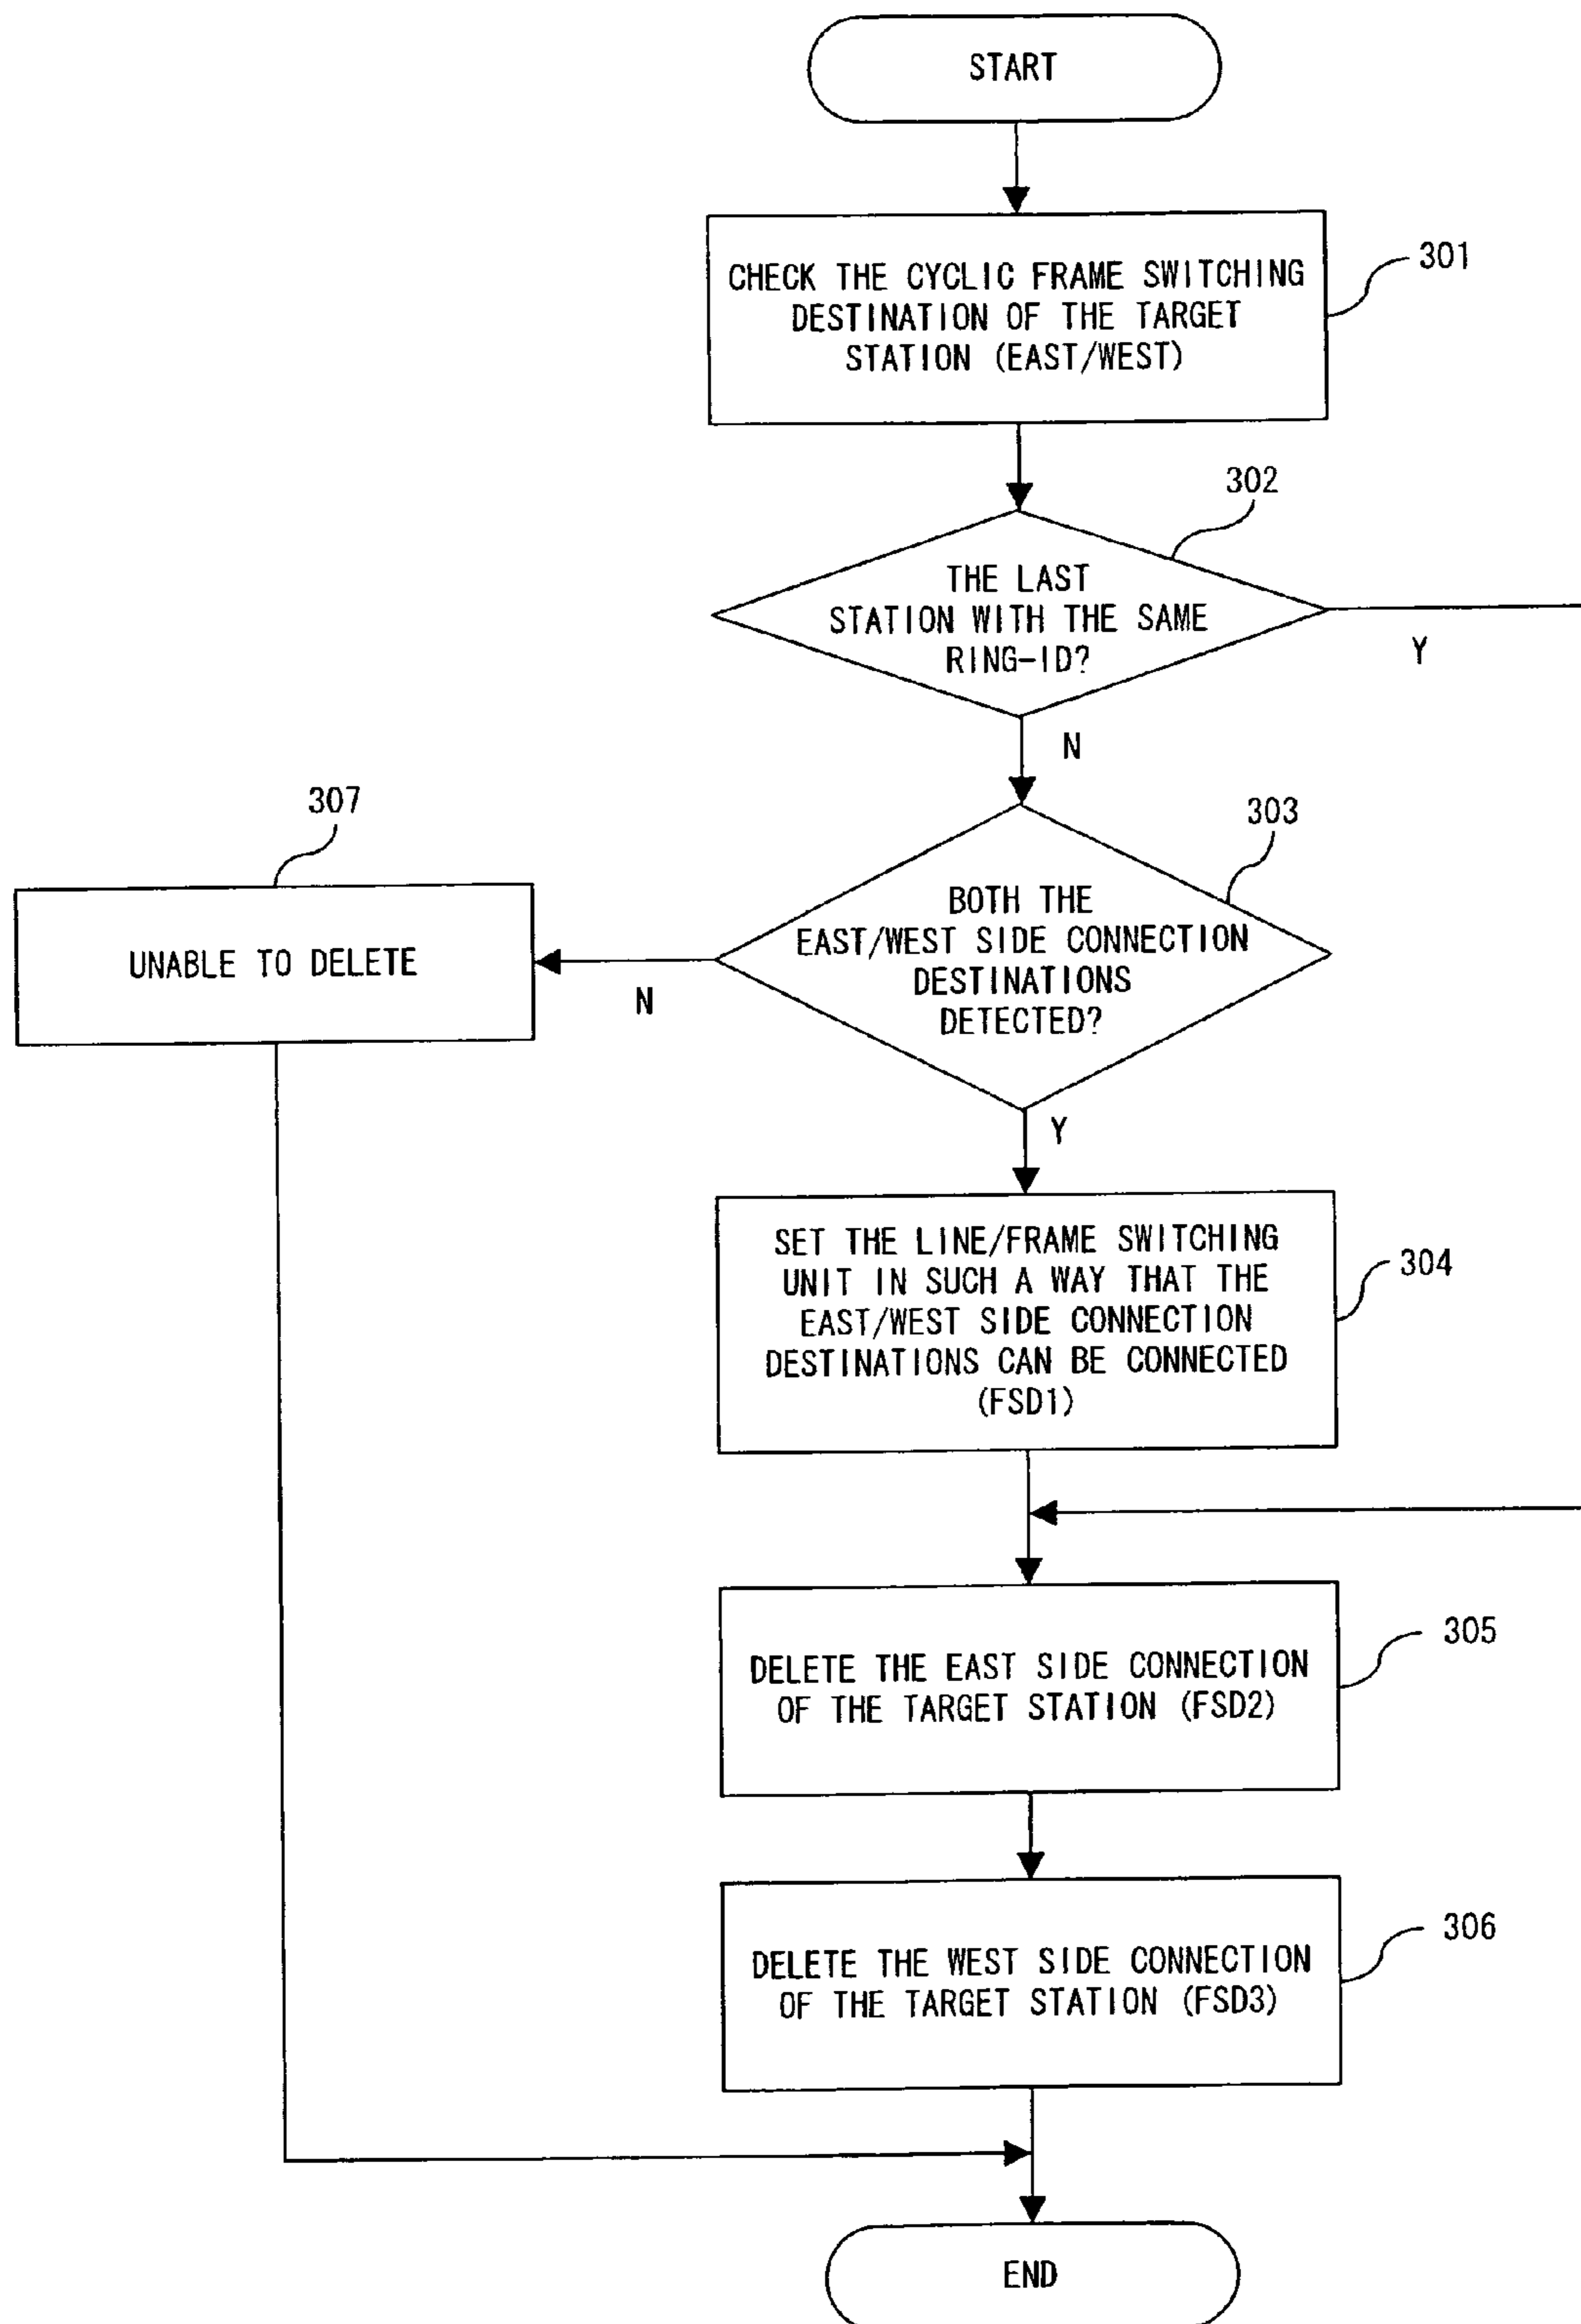 START
CHECK THE CYCLIC FRAME SWITCHING
DESTINATION OF THE TARGET
STATION (EAST/WEST)
301
302
THE LAST
STATION WITH THE SAME
RING-ID?
Y
N
307
303
BOTH THE
EAST/WEST SIDE CONNECTION
DESTINATIONS
DETECTED?
UNABLE TO DELETE
N
Y
SET THE LINE/FRAME SWITCHING
UNIT IN SUCH A WAY THAT THE
EAST/WEST SIDE CONNECTION
DESTINATIONS CAN BE CONNECTED
(FSD1)
304
DELETE THE EAST SIDE CONNECTION
OF THE TARGET STATION (FSD2)
305
DELETE THE WEST SIDE CONNECTION
OF THE TARGET STATION (FSD3)
306
END